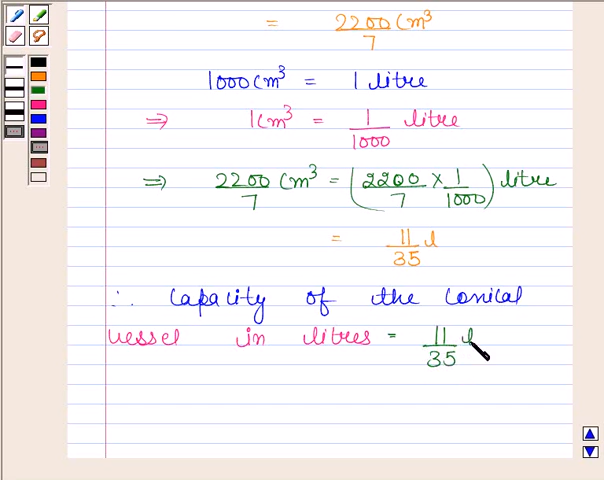 = 2200/7 Cm³
1000 Cm³ = 1 litre
⇒ 1 Cm³ = 1/1000 litre
⇒ 2200/7 Cm³ = (2200/7 × 1/1000) litre
= 11/35 l
∴ Capacity of the Conical
vessel in litres = 11/35 l